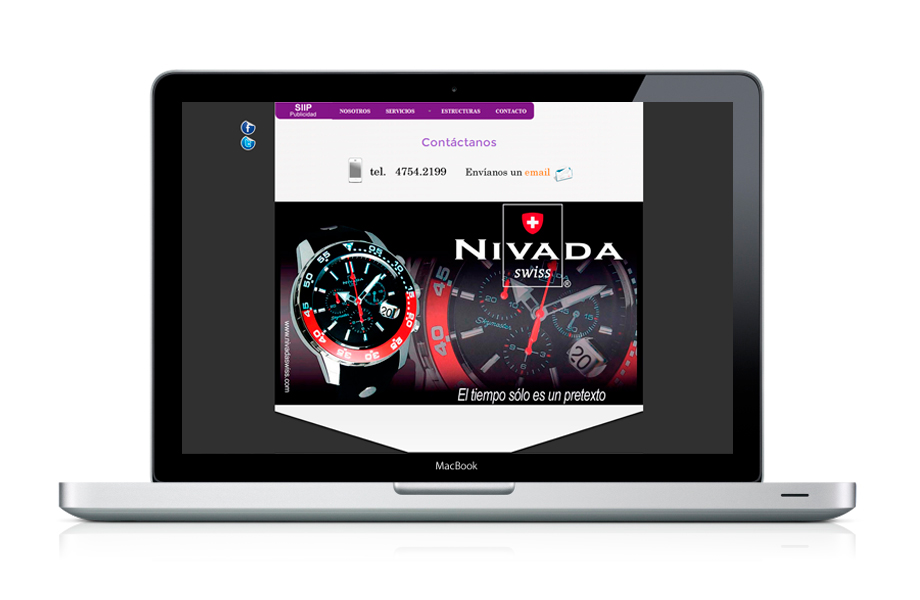 SIIP
Publicidad
NOSOTROS SERVICIOS - ESTRUCTURAS CONTACTO
Contáctanos
tel. 4754.2199 Envíanos un email
NIVADA
swiss ®
www.nivadaswiss.com
El tiempo sólo es un pretexto
MacBook